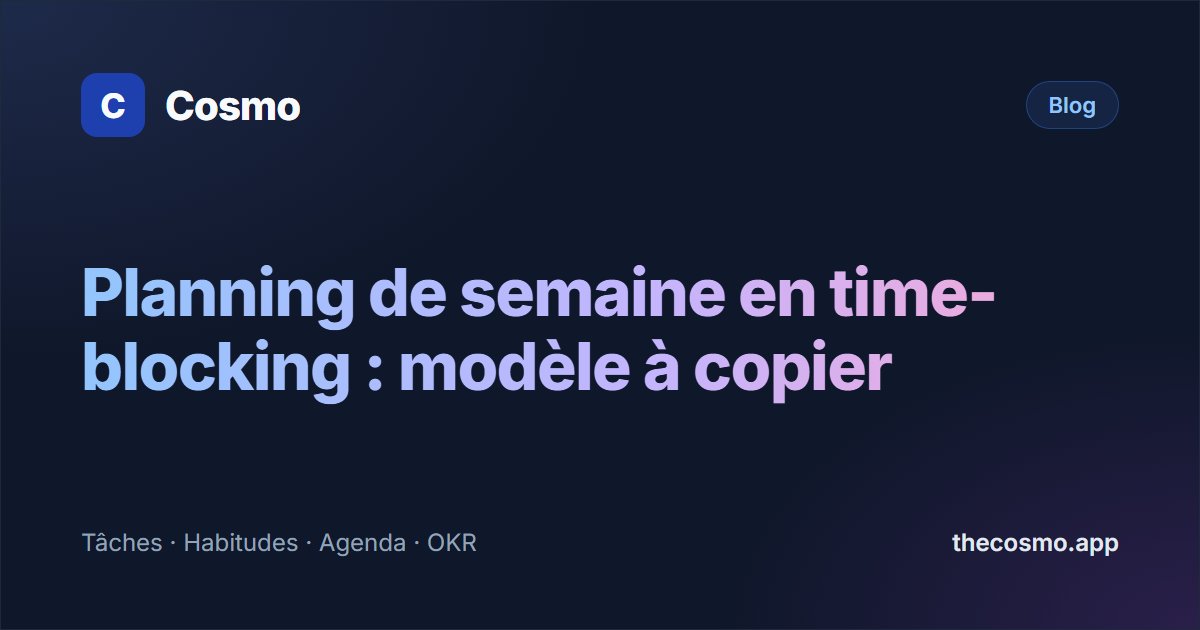 C Cosmo
Blog
Planning de semaine en time-
blocking : modèle à copier
Tâches · Habitudes · Agenda · OKR
thecosmo.app